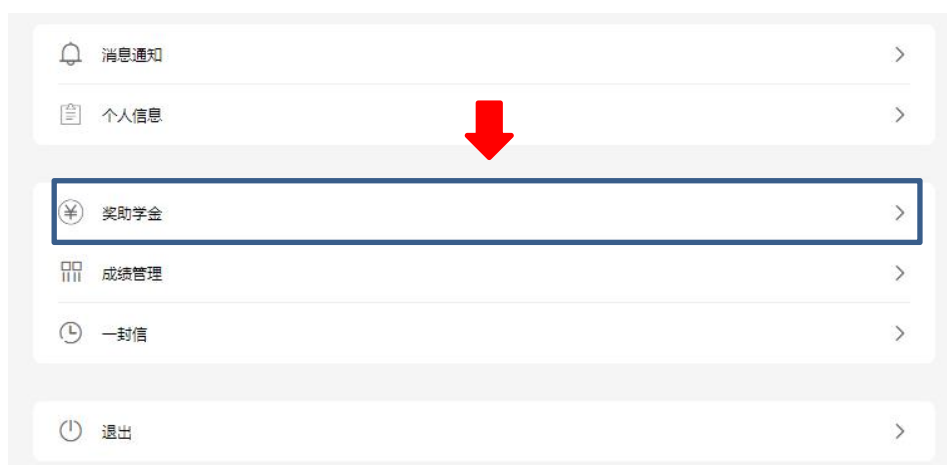 消息通知
个人信息
奖助学金
成绩管理
一封信
退出